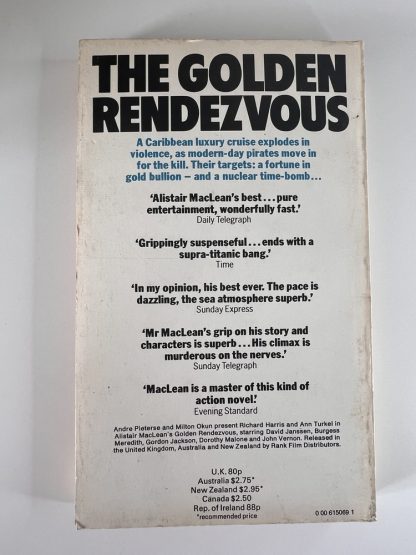 THE GOLDEN
RENDEZVOUS
A Caribbean luxury cruise explodes in
violence, as modern-day pirates move in
for the kill. Their targets: a fortune in
gold bullion – and a nuclear time-bomb...
‘Alistair MacLean’s best...pure
entertainment, wonderfully fast.’
Daily Telegraph
‘Grippingly suspenseful...ends with a
supra-titanic bang.’
Time
‘In my opinion, his best ever. The pace is
dazzling, the sea atmosphere superb.’
Sunday Express
‘Mr MacLean’s grip on his story and
characters is superb...His climax is
murderous on the nerves.’
Sunday Telegraph
‘MacLean is a master of this kind of
action novel.’
Evening Standard
Andre Pieterse and Milton Okun present Richard Harris and Ann Turkel in
Alistair MacLean’s Golden Rendezvous, starring David Janssen, Burgess
Meredith, Gordon Jackson, Dorothy Malone and John Vernon. Released in
the United Kingdom, Australia and New Zealand by Rank Film Distributors.
U.K. 80p
Australia $2.75*
New Zealand $2.95*
Canada $2.50
Rep. of Ireland 88p
*recommended price
0 00 615069 1